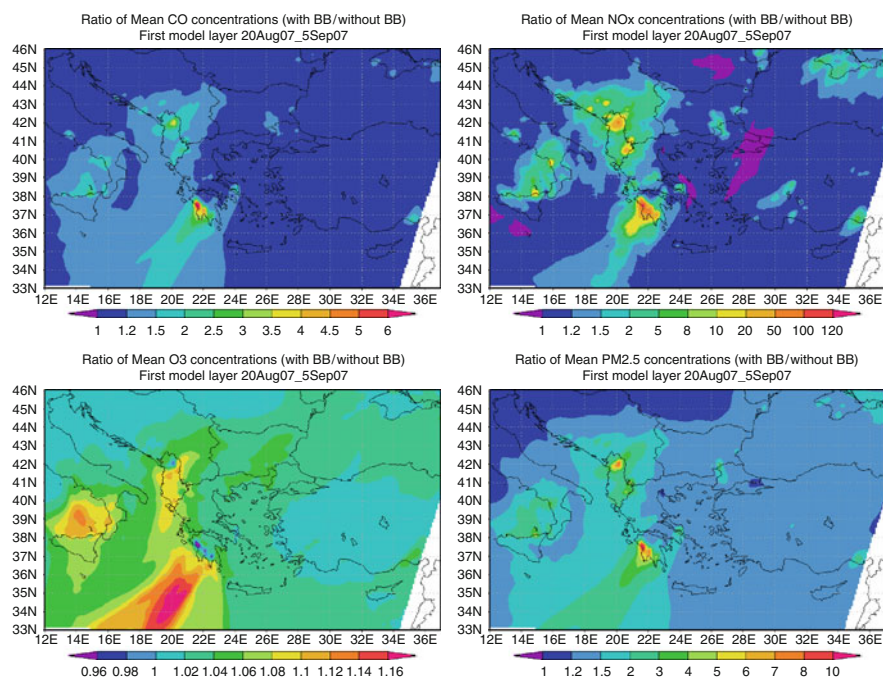 Ratio of Mean CO concentrations (with BB/without BB)
First model layer 20Aug07_5Sep07
46N
45N
44N
43N
42N
41N
40N
39N
38N
37N
36N
35N
34N
33N
12E 14E 16E 18E 20E 22E 24E 26E 28E 30E 32E 34E 36E
1 1.2 1.5 2 2.5 3 3.5 4 4.5 5 6
Ratio of Mean NOx concentrations (with BB/without BB)
First model layer 20Aug07_5Sep07
46N
45N
44N
43N
42N
41N
40N
39N
38N
37N
36N
35N
34N
33N
12E 14E 16E 18E 20E 22E 24E 26E 28E 30E 32E 34E 36E
1 1.2 1.5 2 5 8 10 20 50 100 120
Ratio of Mean O3 concentrations (with BB/without BB)
First model layer 20Aug07_5Sep07
46N
45N
44N
43N
42N
41N
40N
39N
38N
37N
36N
35N
34N
33N
12E 14E 16E 18E 20E 22E 24E 26E 28E 30E 32E 34E 36E
0.96 0.98 1 1.02 1.04 1.06 1.08 1.1 1.12 1.14 1.16
Ratio of Mean PM2.5 concentrations (with BB/without BB)
First model layer 20Aug07_5Sep07
46N
45N
44N
43N
42N
41N
40N
39N
38N
37N
36N
35N
34N
33N
12E 14E 16E 18E 20E 22E 24E 26E 28E 30E 32E 34E 36E
1 1.2 1.5 2 3 4 5 6 7 8 10